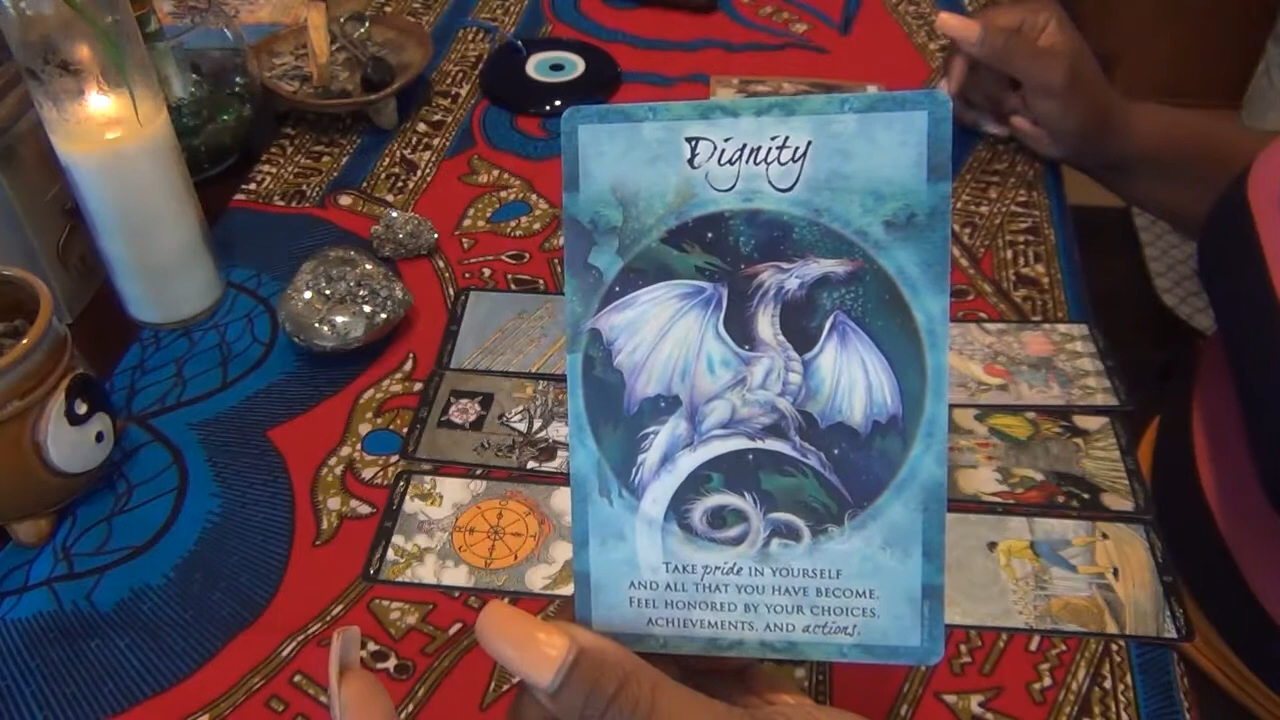 Dignity
TAKE pride IN YOURSELF
AND ALL THAT YOU HAVE BECOME.
FEEL HONORED BY YOUR CHOICES,
ACHIEVEMENTS, AND actions.